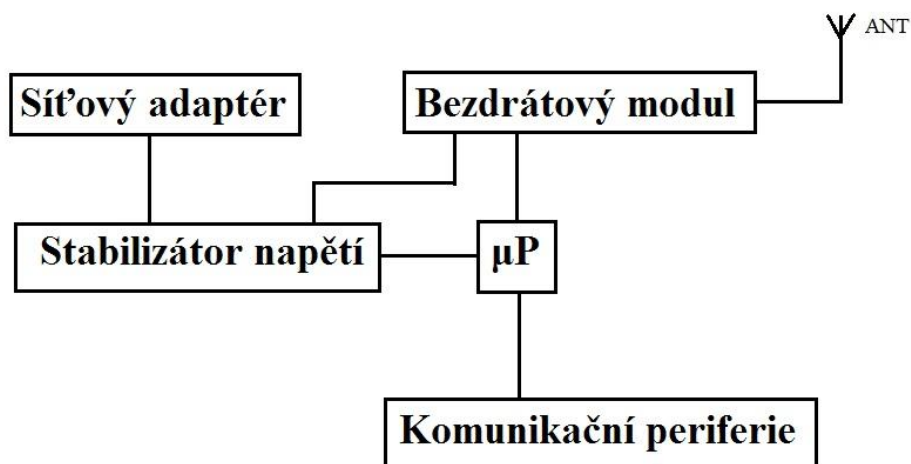 ANT
Síťový adaptér
Bezdrátový modul
Stabilizátor napětí
μP
Komunikační periferie